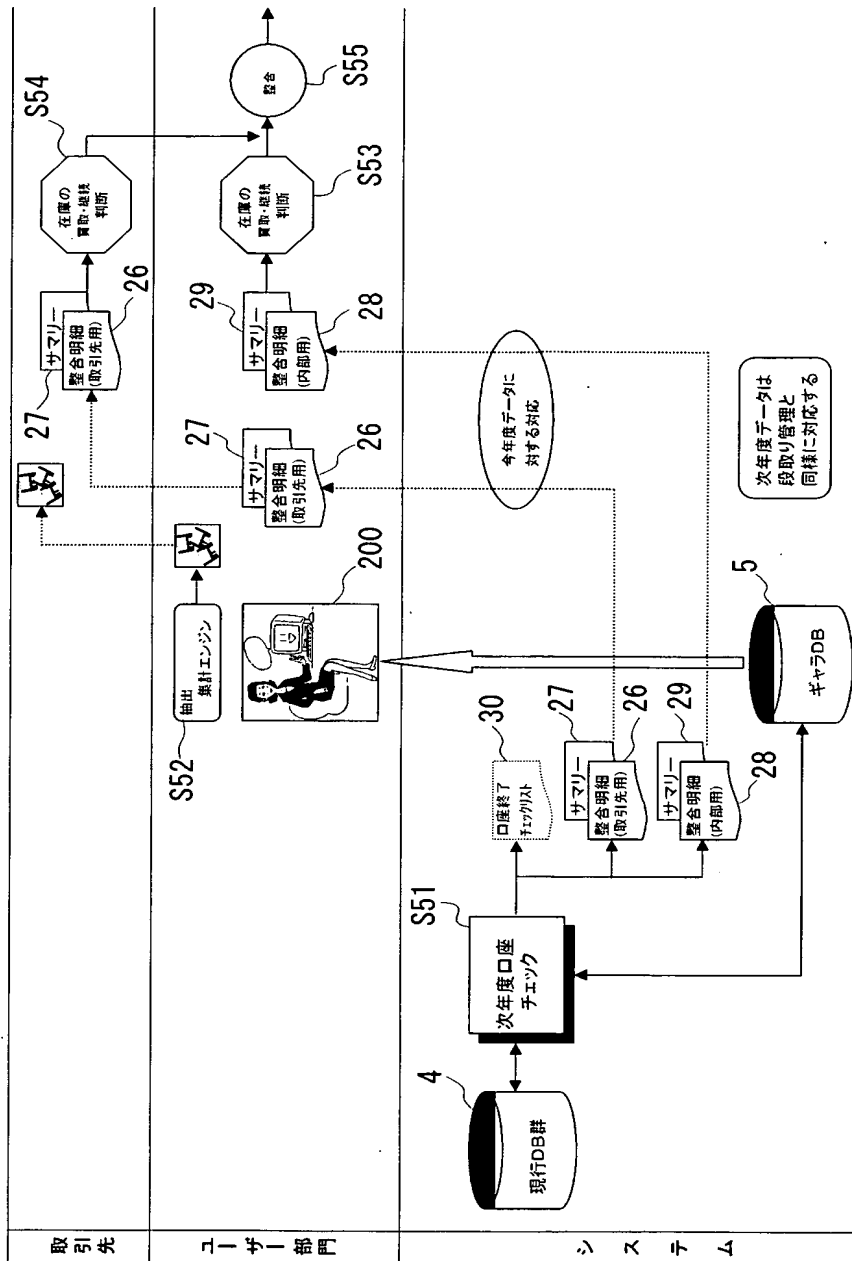 取引先
27
サマリー
整合明細
(取引先用)
26
在庫の
買取・継続
判断
S54
ユーザー部門
S52
抽出
集計エンジン
200
27
サマリー
整合明細
(取引先用)
26
29
サマリー
整合明細
(内部用)
28
在庫の
買取・継続
判断
S53
整合
S55
システム
4
現行DB群
S51
次年度口座
チェック
30
口座終了
チェックリスト
27
サマリー
整合明細
(取引先用)
26
サマリー
29
整合明細
(内部用)
28
5
ギャラDB
今年度データに
対する対応
次年度データは
段取り管理と
同様に対応する